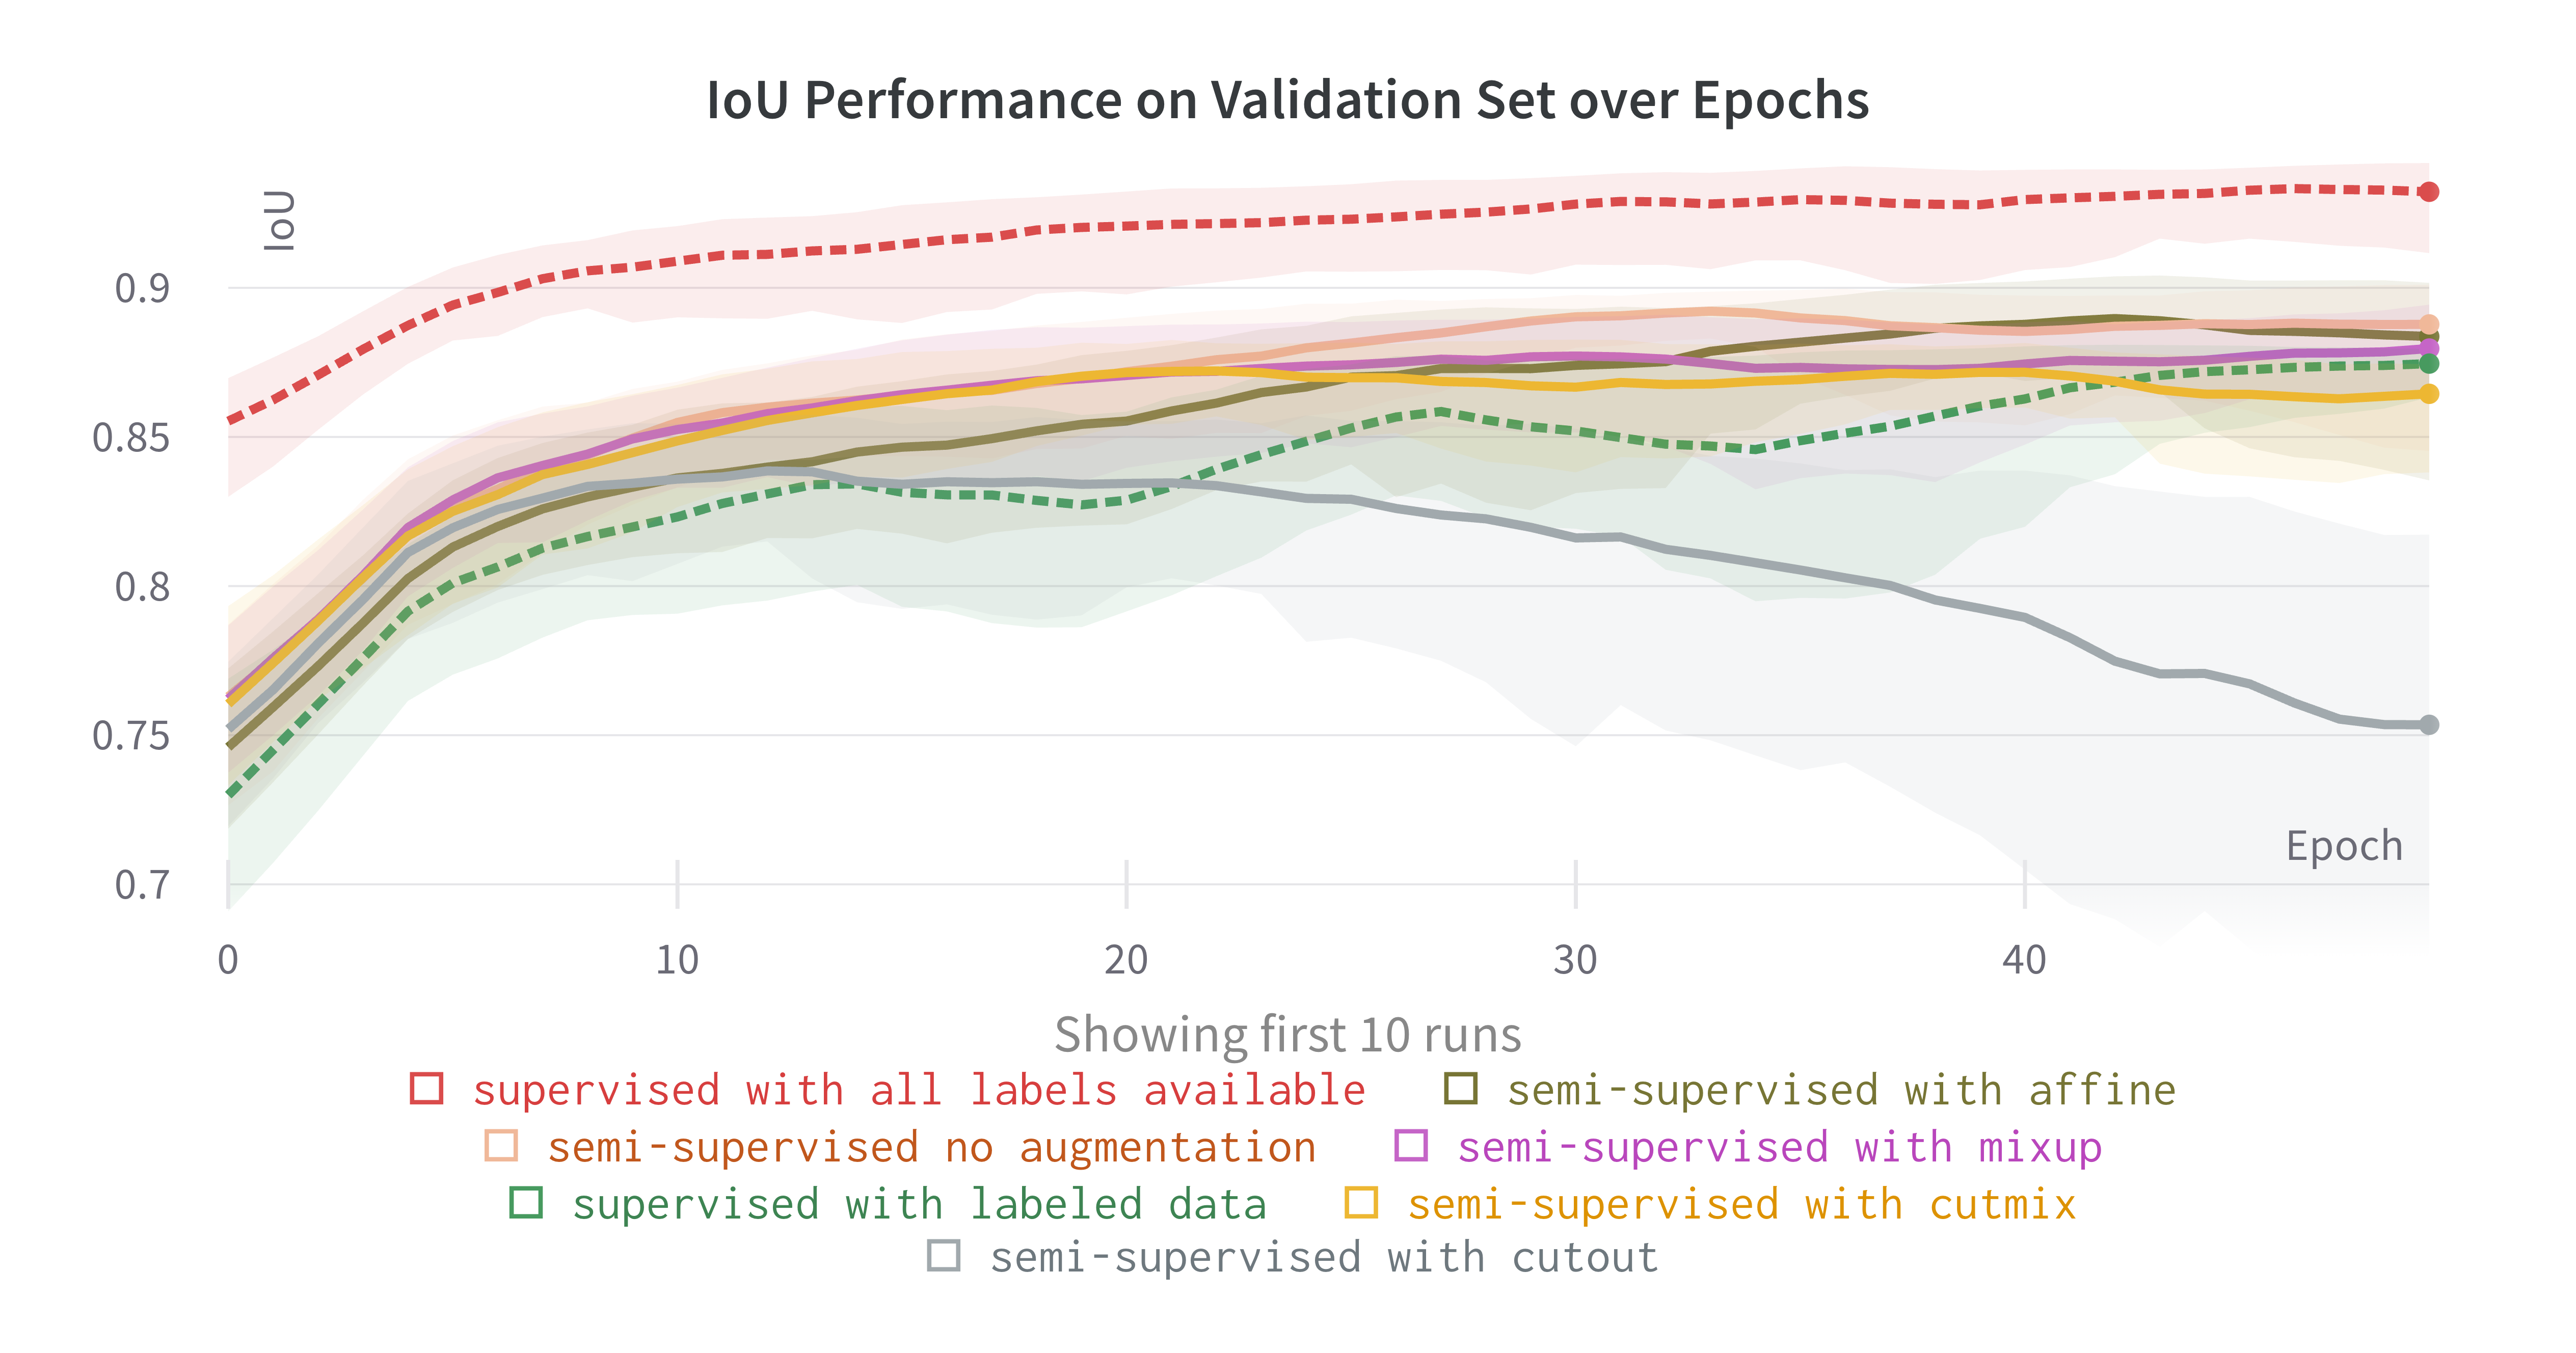 IoU Performance on Validation Set over Epochs
IoU
0.9
0.85
0.8
0.75
0.7
Epoch
0 10 20 30 40
Showing first 10 runs
supervised with all labels available semi-supervised with affine
semi-supervised no augmentation semi-supervised with mixup
supervised with labeled data semi-supervised with cutmix
semi-supervised with cutout